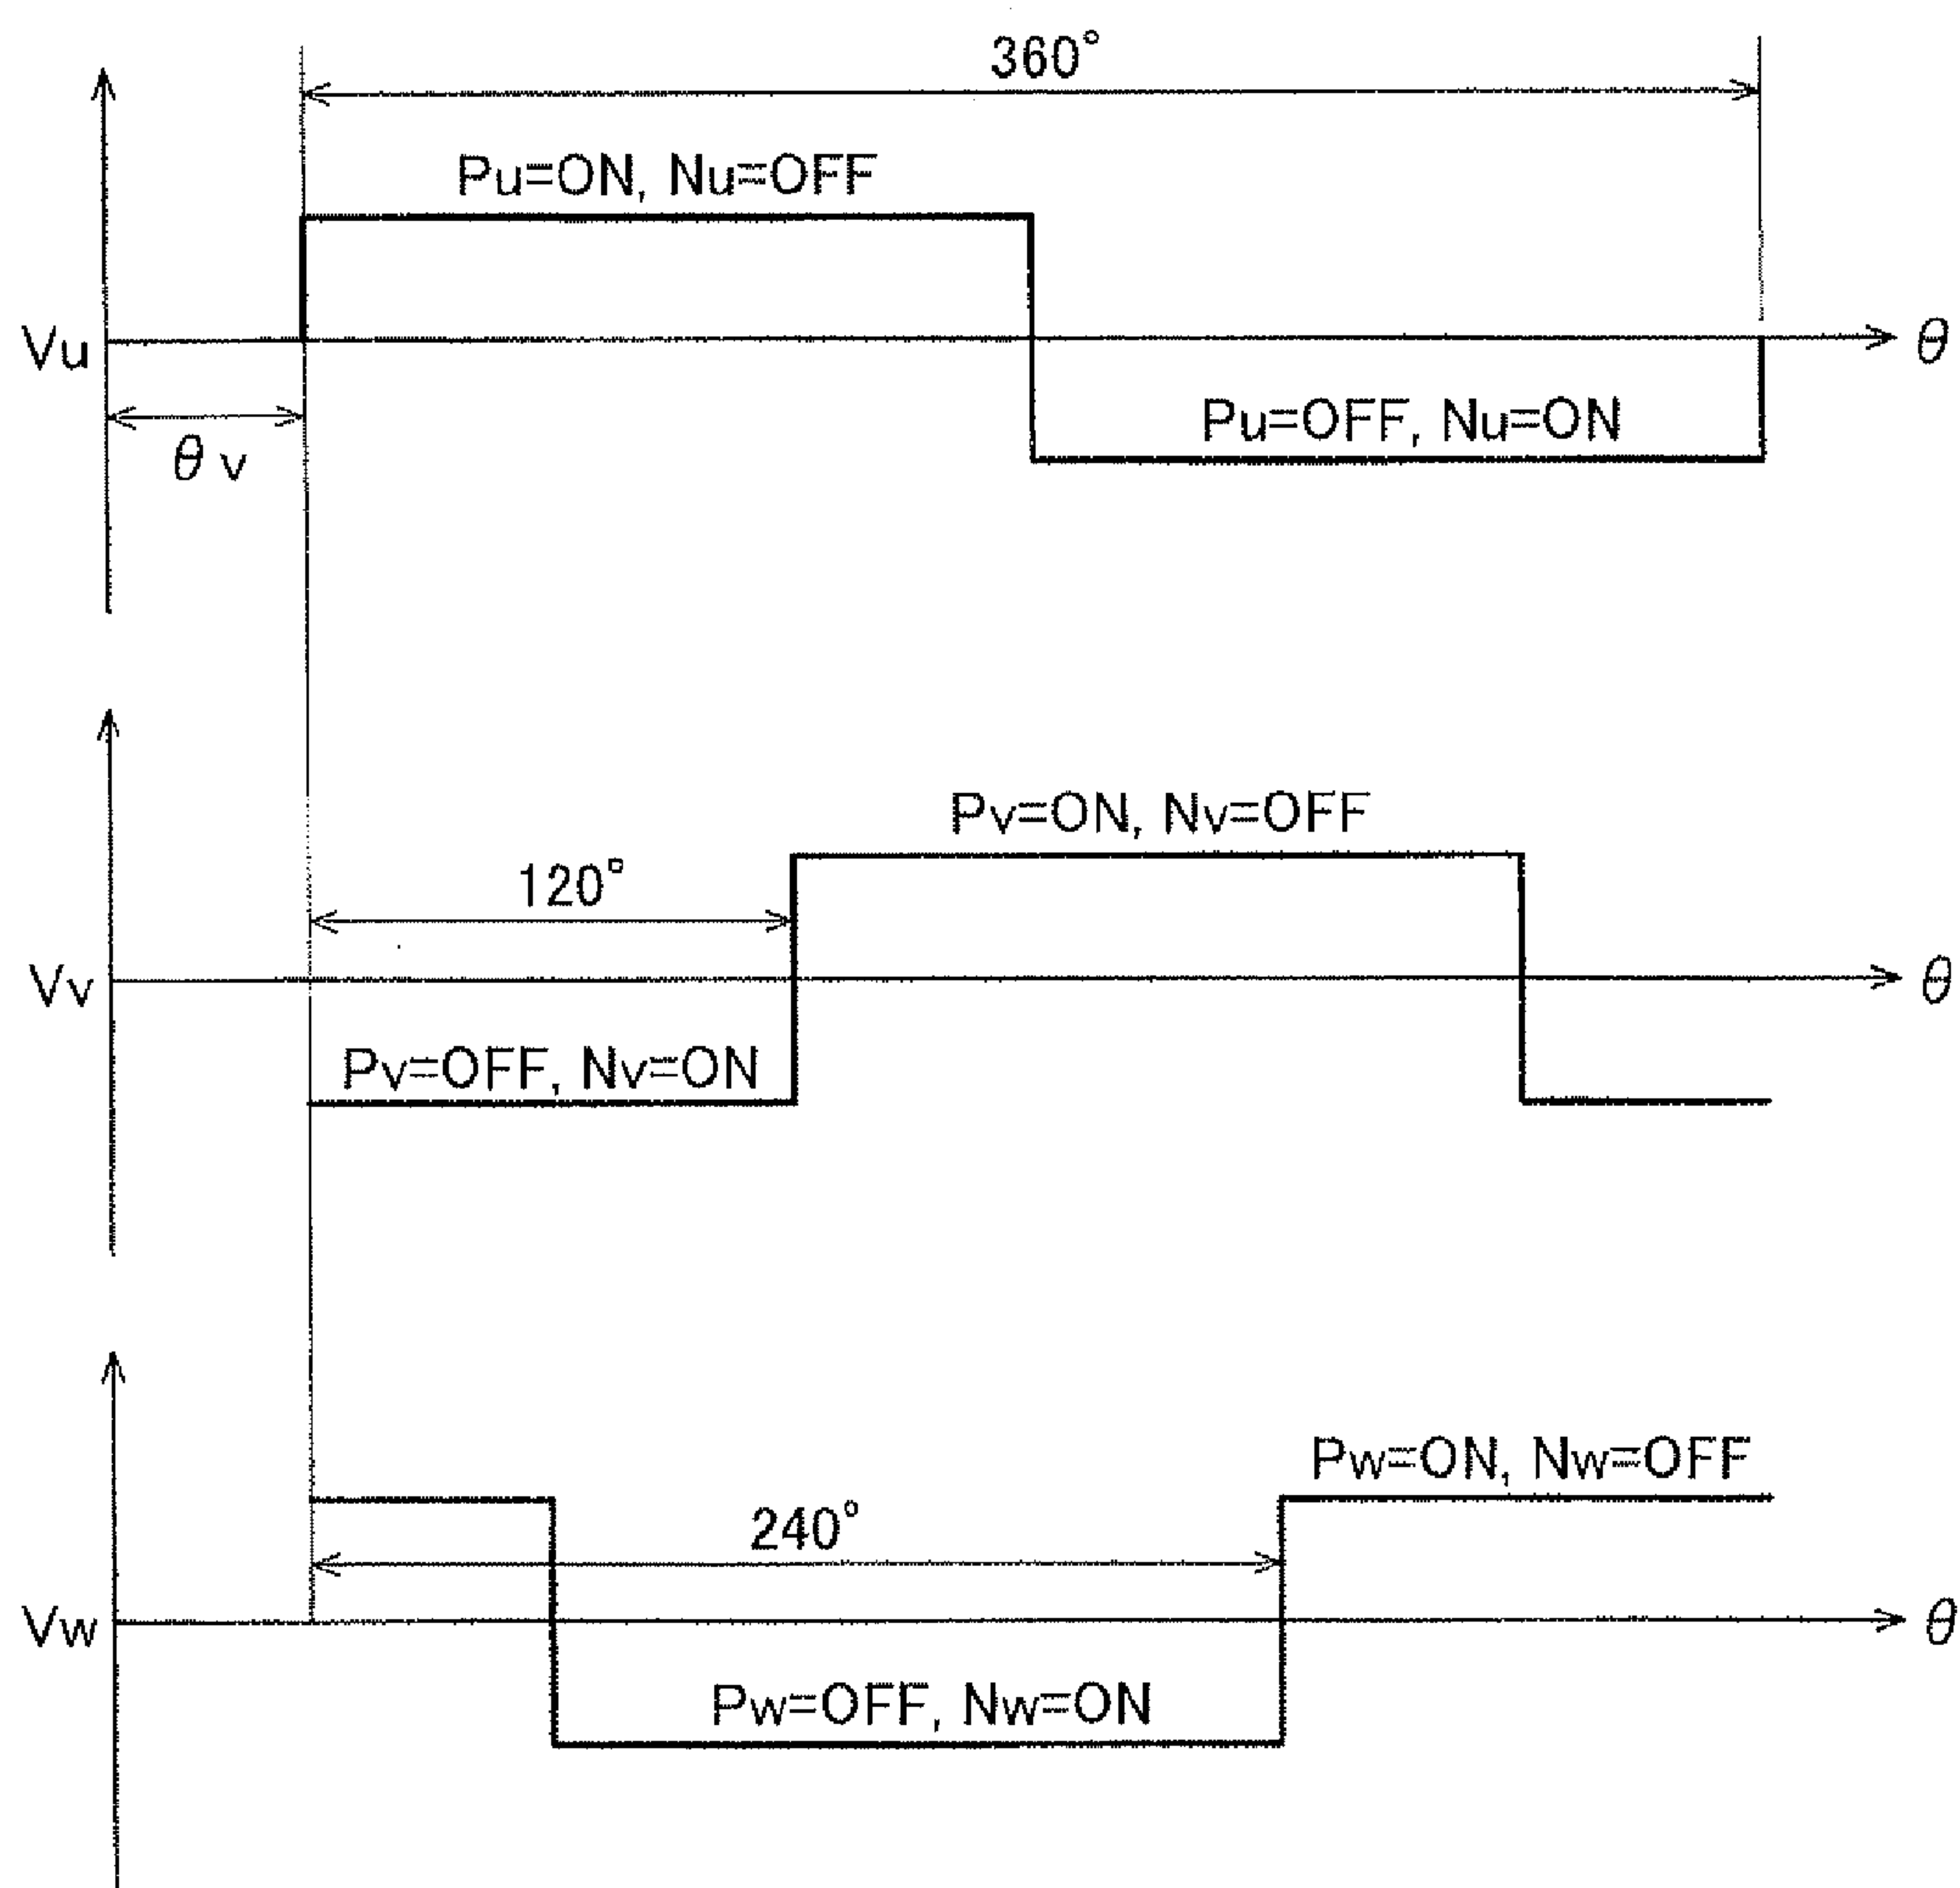 360°
Pu=ON, Nu=OFF
Vu
θ
Pu=OFF, Nu=ON
θv
Pv=ON, Nv=OFF
120°
Vv
θ
Pv=OFF, Nv=ON
Pw=ON, Nw=OFF
240°
Vw
θ
Pw=OFF, Nw=ON